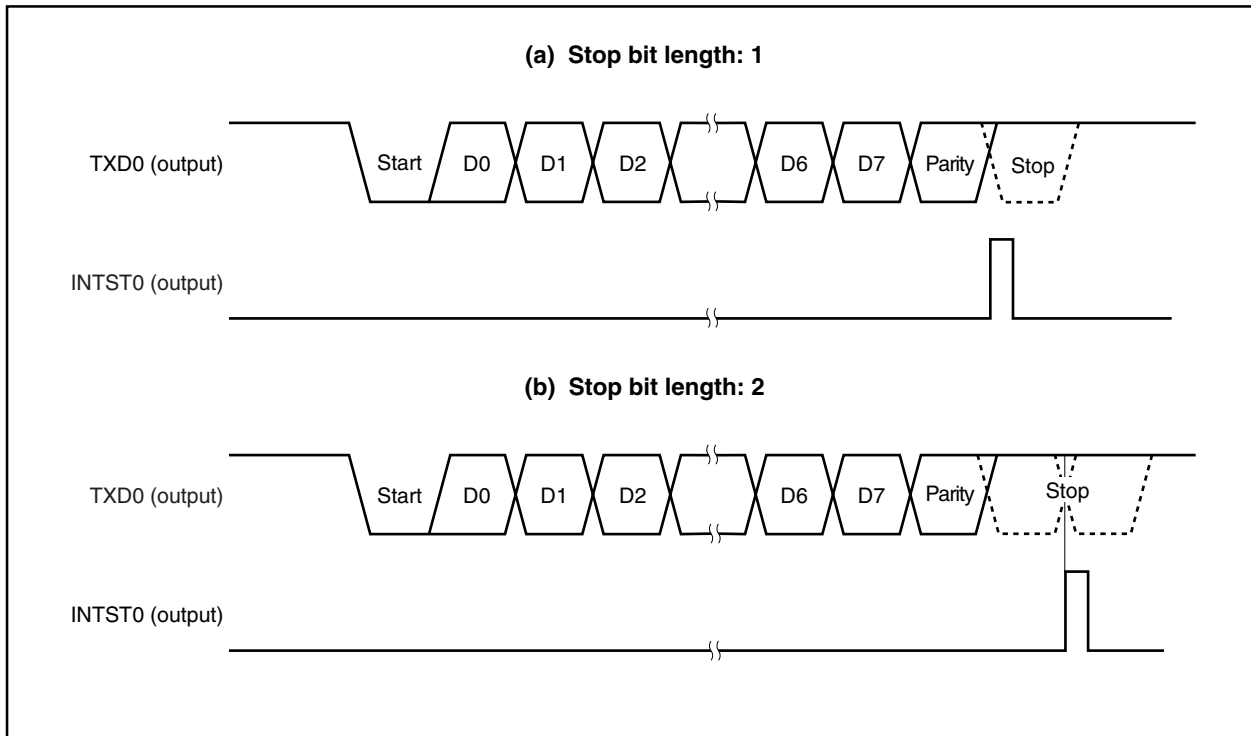 (a) Stop bit length: 1
TXD0 (output)
Start D0 D1 D2 D6 D7 Parity Stop
INTST0 (output)
(b) Stop bit length: 2
TXD0 (output)
Start D0 D1 D2 D6 D7 Parity Stop
INTST0 (output)